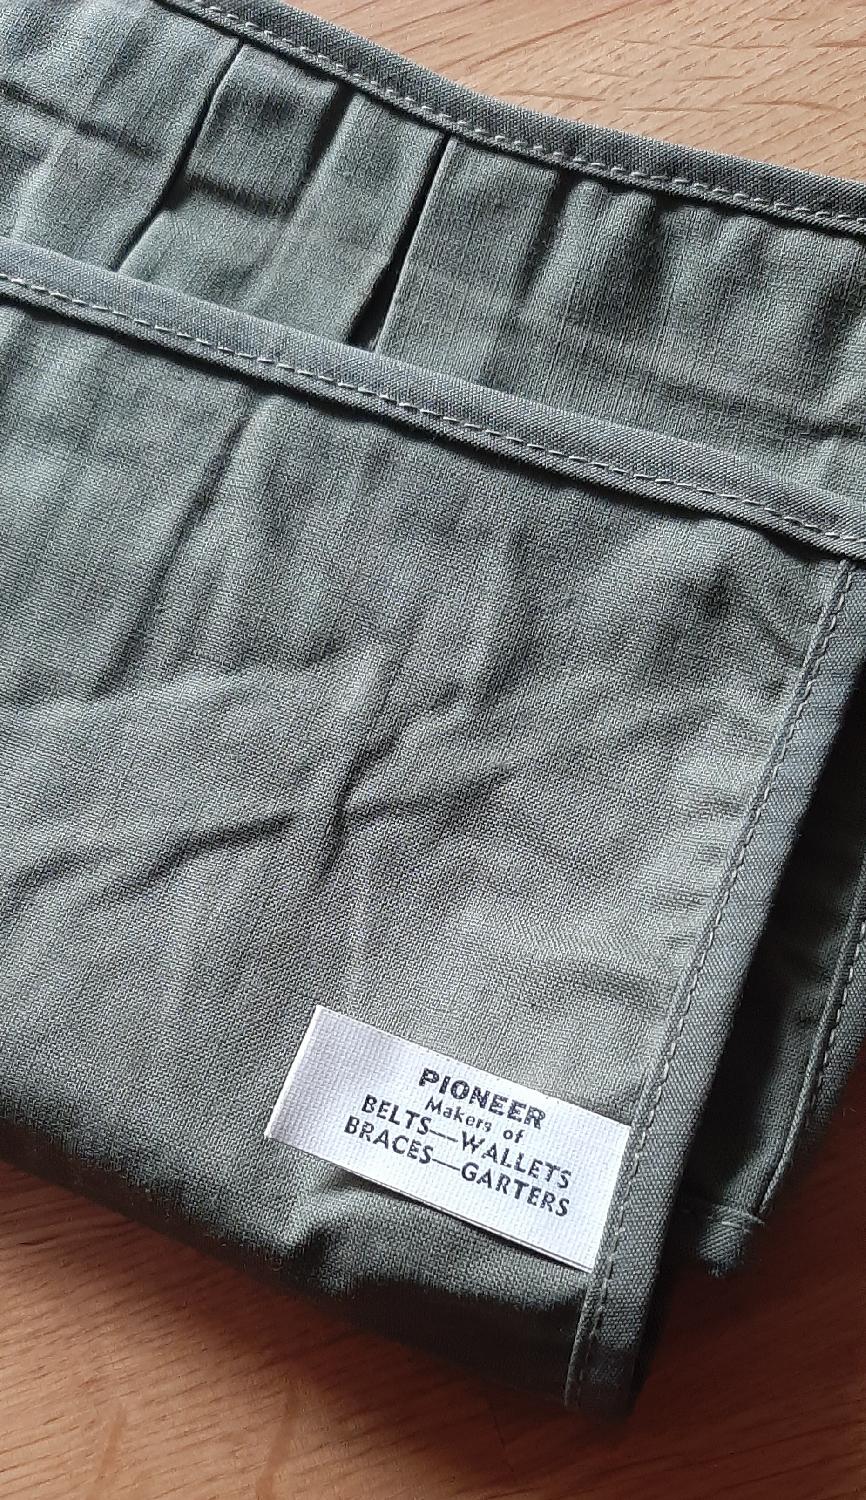 PIONEER
Makers of
BELTS—WALLETS
BRACES—GARTERS